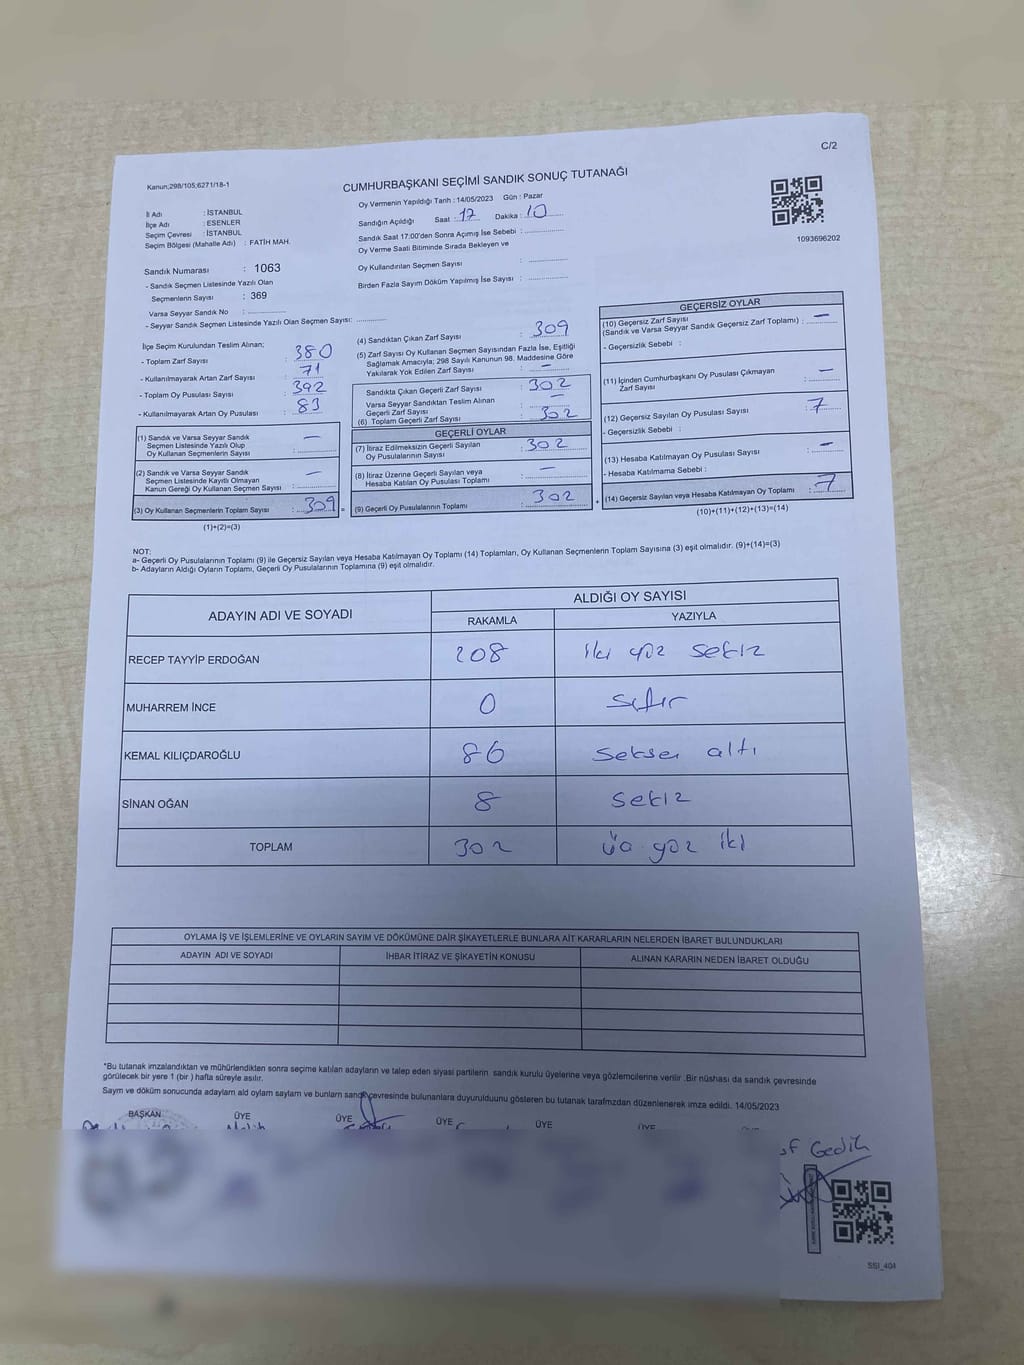 C/2
Kanun;298/105;6271/18-1
CUMHURBAŞKANI SEÇİMİ SANDIK SONUÇ TUTANAĞI
İl Adı : İSTANBUL
İlçe Adı : ESENLER
Seçim Çevresi : İSTANBUL
Seçim Bölgesi (Mahalle Adı) : FATİH MAH.
Sandık Numarası : 1063
- Sandık Seçmen Listesinde Yazılı Olan
Seçmenlerin Sayısı : 369
Varsa Seyyar Sandık No : ..............
- Seyyar Sandık Seçmen Listesinde Yazılı Olan Seçmen Sayısı: ............
Oy Vermenin Yapıldığı Tarih : 14/05/2023 Gün : Pazar
Sandığın Açıldığı Saat : 17 Dakika : 10
Sandık Saat 17:00'den Sonra Açımış İse Sebebi : ..............
Oy Verme Saati Bitiminde Sırada Bekleyen ve
Oy Kullandırılan Seçmen Sayısı : ..............
Birden Fazla Sayım Döküm Yapılmış İse Sayısı : ..............
1093696202
İlçe Seçim Kurulundan Teslim Alınan;
- Toplam Zarf Sayısı : 380
- Kullanılmayarak Artan Zarf Sayısı : 71
- Toplam Oy Pusulası Sayısı : 392
- Kullanılmayarak Artan Oy Pusulası : 83
(1) Sandık ve Varsa Seyyar Sandık
Seçmen Listesinde Yazılı Olup
Oy Kullanan Seçmenlerin Sayısı : —
(2) Sandık ve Varsa Seyyar Sandık
Seçmen Listesinde Kayıtlı Olmayan
Kanun Gereği Oy Kullanan Seçmen Sayısı : —
(3) Oy Kullanan Seçmenlerin Toplam Sayısı : 309 =
(1)+(2)=(3)
(4) Sandıktan Çıkan Zarf Sayısı : 309
(5) Zarf Sayısı Oy Kullanan Seçmen Sayısından Fazla İse, Eşitliği
Sağlamak Amacıyla; 298 Sayılı Kanunun 98. Maddesine Göre
Yakılarak Yok Edilen Zarf Sayısı : —
Sandıkta Çıkan Geçerli Zarf Sayısı : 302
Varsa Seyyar Sandıktan Teslim Alınan
Geçerli Zarf Sayısı : —
(6) Toplam Geçerli Zarf Sayısı : 302
GEÇERLİ OYLAR
(7) İtiraz Edilmeksizin Geçerli Sayılan
Oy Pusulalarının Sayısı : 302
(8) İtiraz Üzerine Geçerli Sayılan veya
Hesaba Katılan Oy Pusulası Toplamı : —
(9) Geçerli Oy Pusulalarının Toplamı : 302 +
GEÇERSİZ OYLAR
(10) Geçersiz Zarf Sayısı
(Sandık ve Varsa Seyyar Sandık Geçersiz Zarf Toplamı) : —
- Geçersizlik Sebebi :
(11) İçinden Cumhurbaşkanı Oy Pusulası Çıkmayan
Zarf Sayısı : —
(12) Geçersiz Sayılan Oy Pusulası Sayısı : 7
- Geçersizlik Sebebi :
(13) Hesaba Katılmayan Oy Pusulası Sayısı : —
- Hesaba Katılmama Sebebi :
(14) Geçersiz Sayılan veya Hesaba Katılmayan Oy Toplamı : 7
(10)+(11)+(12)+(13)=(14)
NOT:
a- Geçerli Oy Pusulalarının Toplamı (9) ile Geçersiz Sayılan veya Hesaba Katılmayan Oy Toplamı (14) Toplamları, Oy Kullanan Seçmenlerin Toplam Sayısına (3) eşit olmalıdır. (9)+(14)=(3)
b- Adayların Aldığı Oyların Toplamı, Geçerli Oy Pusulalarının Toplamına (9) eşit olmalıdır.
ADAYIN ADI VE SOYADI ALDIĞI OY SAYISI
RAKAMLA YAZIYLA
RECEP TAYYİP ERDOĞAN 208 iki yüz sekiz
MUHARREM İNCE 0 sıfır
KEMAL KILIÇDAROĞLU 86 seksen altı
SİNAN OĞAN 8 sekiz
TOPLAM 302 üç yüz iki
OYLAMA İŞ VE İŞLEMLERİNE VE OYLARIN SAYIM VE DÖKÜMÜNE DAİR ŞİKAYETLERLE BUNLARA AİT KARARLARIN NELERDEN İBARET BULUNDUKLARI
ADAYIN ADI VE SOYADI İHBAR İTİRAZ VE ŞİKAYETİN KONUSU ALINAN KARARIN NEDEN İBARET OLDUĞU
*Bu tutanak imzalandıktan ve mühürlendikten sonra seçime katılan adayların ve talep eden siyasi partilerin sandık kurulu üyelerine veya gözlemcilerine verilir .Bir nüshası da sandık çevresinde
görülecek bir yere 1 (bir ) hafta süreyle asılır.
Sayım ve döküm sonucunda adayların aldı oyların sayıları ve bunların sandık çevresinde bulunanlara duyurulduunu gösteren bu tutanak tarafımızdan düzenlenerek imza edildi. 14/05/2023
BAŞKAN ÜYE ÜYE ÜYE ÜYE ÜYE
Gedik
SSI_404